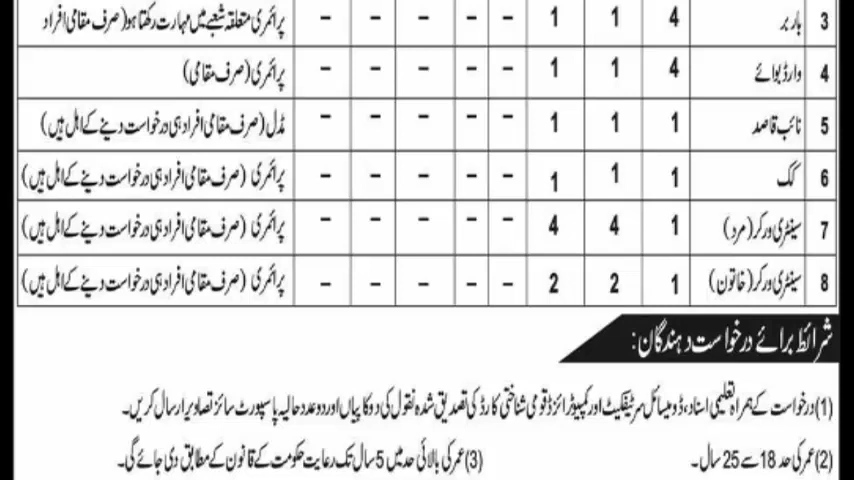 3 باربر 4 1 1 – – – – – پرائمری متعلقہ شعبے میں مہارت رکھتا ہو (صرف مقامی افراد
4 وارڈ بوائے 4 1 1 – – – – – پرائمری (صرف مقامی)
5 نائب قاصد 1 1 1 – – – – – مڈل (صرف مقامی افراد ہی درخواست دینے کے اہل ہیں)
6 کک 1 1 1 – – – – – پرائمری (صرف مقامی افراد ہی درخواست دینے کے اہل ہیں)
7 سینٹری ورکر (مرد) 1 4 4 – – – – – پرائمری (صرف مقامی افراد ہی درخواست دینے کے اہل ہیں)
8 سینٹری ورکر (خاتون) 1 2 2 – – – – – پرائمری (صرف مقامی افراد ہی درخواست دینے کے اہل ہیں)
شرائط برائے درخواست دہندگان:
(1) درخواست کے ہمراہ تعلیمی اسناد، ڈومیسائل سرٹیفکیٹ اور کمپیوٹرائزڈ قومی شناختی کارڈ کی تصدیق شدہ نقول کی دو کاپیاں اور دو عدد حالیہ پاسپورٹ سائز تصاویر ارسال کریں۔
(2) عمر کی حد 18 سے 25 سال۔ (3) عمر کی بالائی حد میں 5 سال تک رعایت حکومت کے قانون کے مطابق دی جائے گی۔